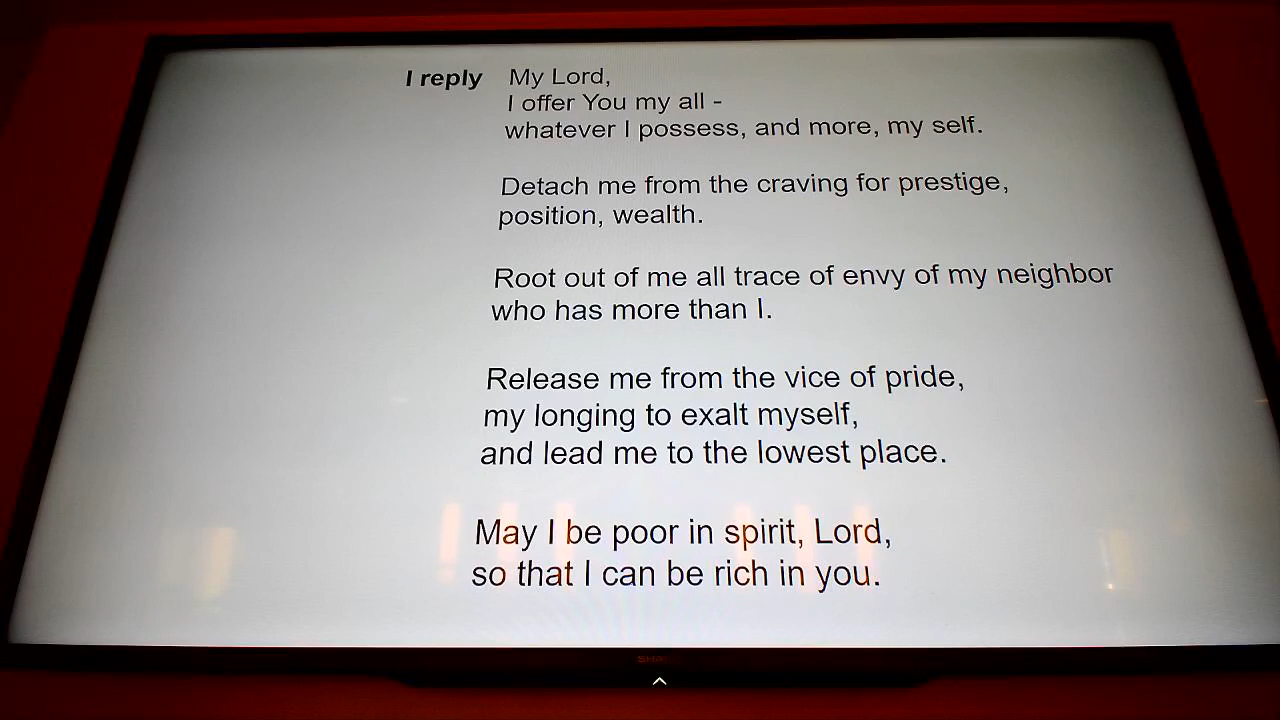 I reply My Lord,
I offer You my all -
whatever I possess, and more, my self.
Detach me from the craving for prestige,
position, wealth.
Root out of me all trace of envy of my neighbor
who has more than I.
Release me from the vice of pride,
my longing to exalt myself,
and lead me to the lowest place.
May I be poor in spirit, Lord,
so that I can be rich in you.